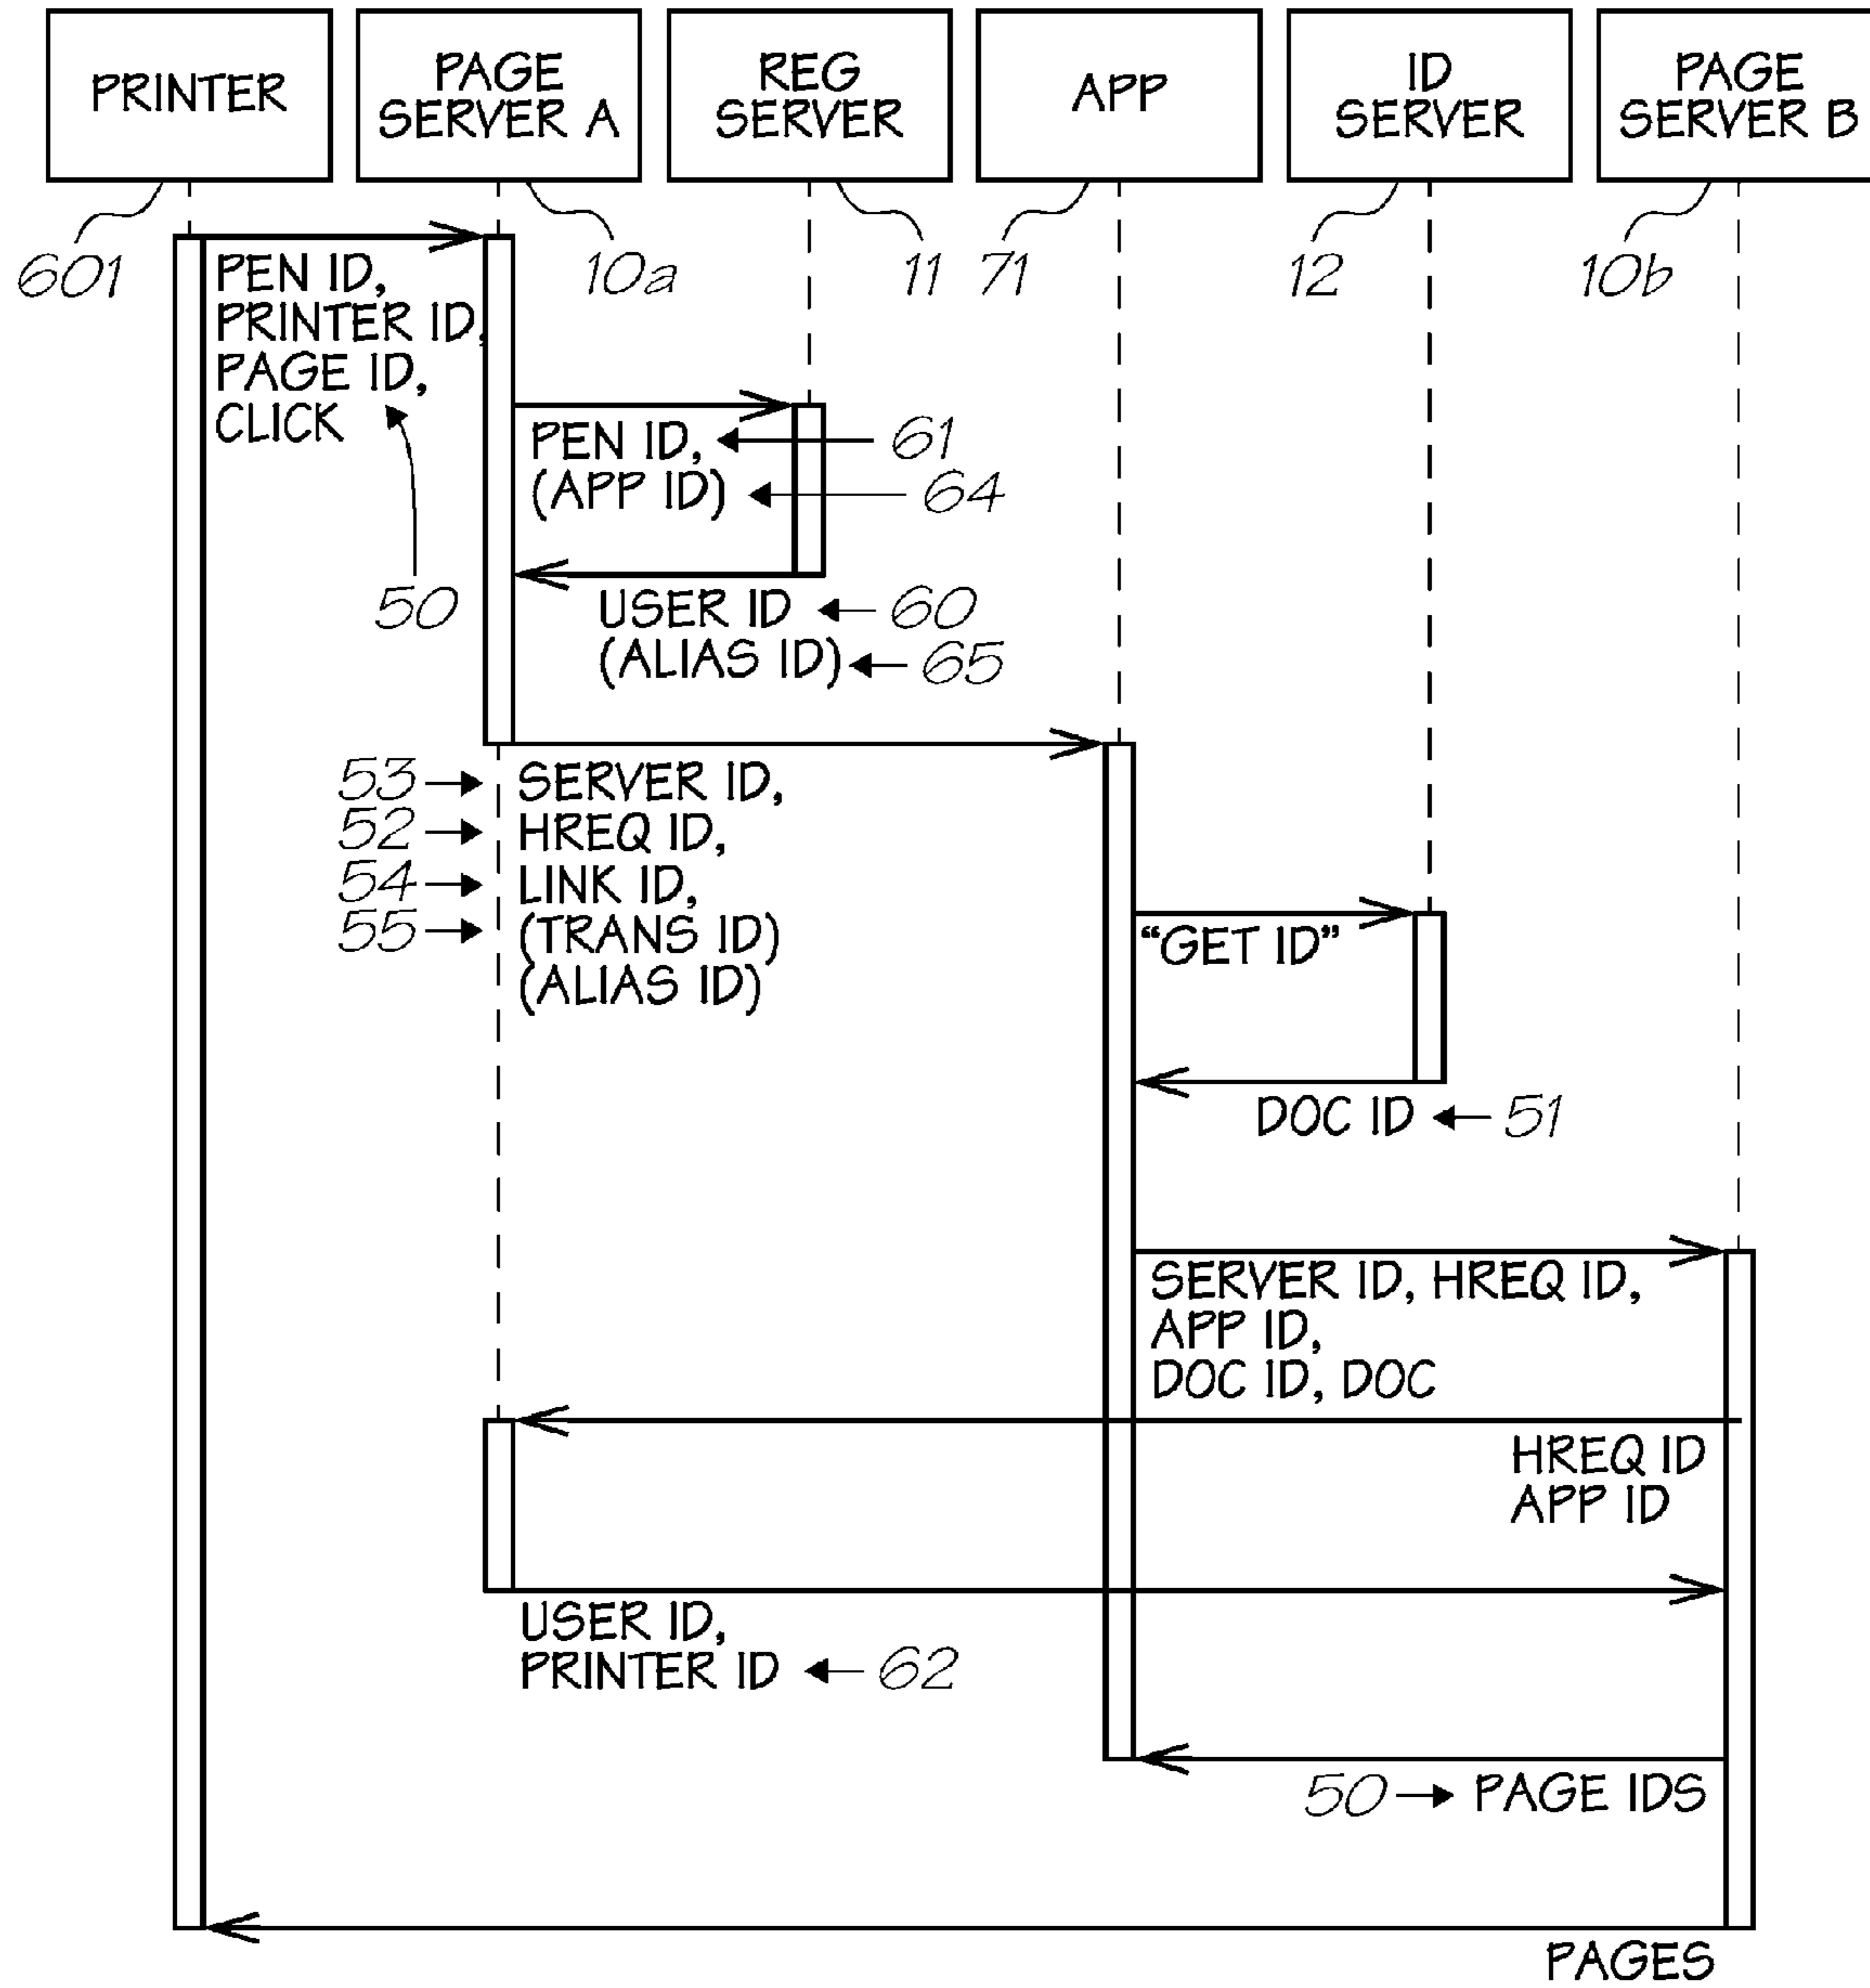 PRINTER
PAGE
SERVER A
REG
SERVER
APP
ID
SERVER
PAGE
SERVER B
601
10a
11
71
12
10b
PEN ID,
PRINTER ID,
PAGE ID,
CLICK
50
PEN ID,
61
(APP ID)
64
USER ID
60
(ALIAS ID)
65
53
SERVER ID,
52
HREQ ID,
54
LINK ID,
55
(TRANS ID)
(ALIAS ID)
“GET ID”
DOC ID
51
SERVER ID, HREQ ID,
APP ID,
DOC ID, DOC
HREQ ID
APP ID
USER ID,
PRINTER ID
62
50
PAGE IDS
PAGES